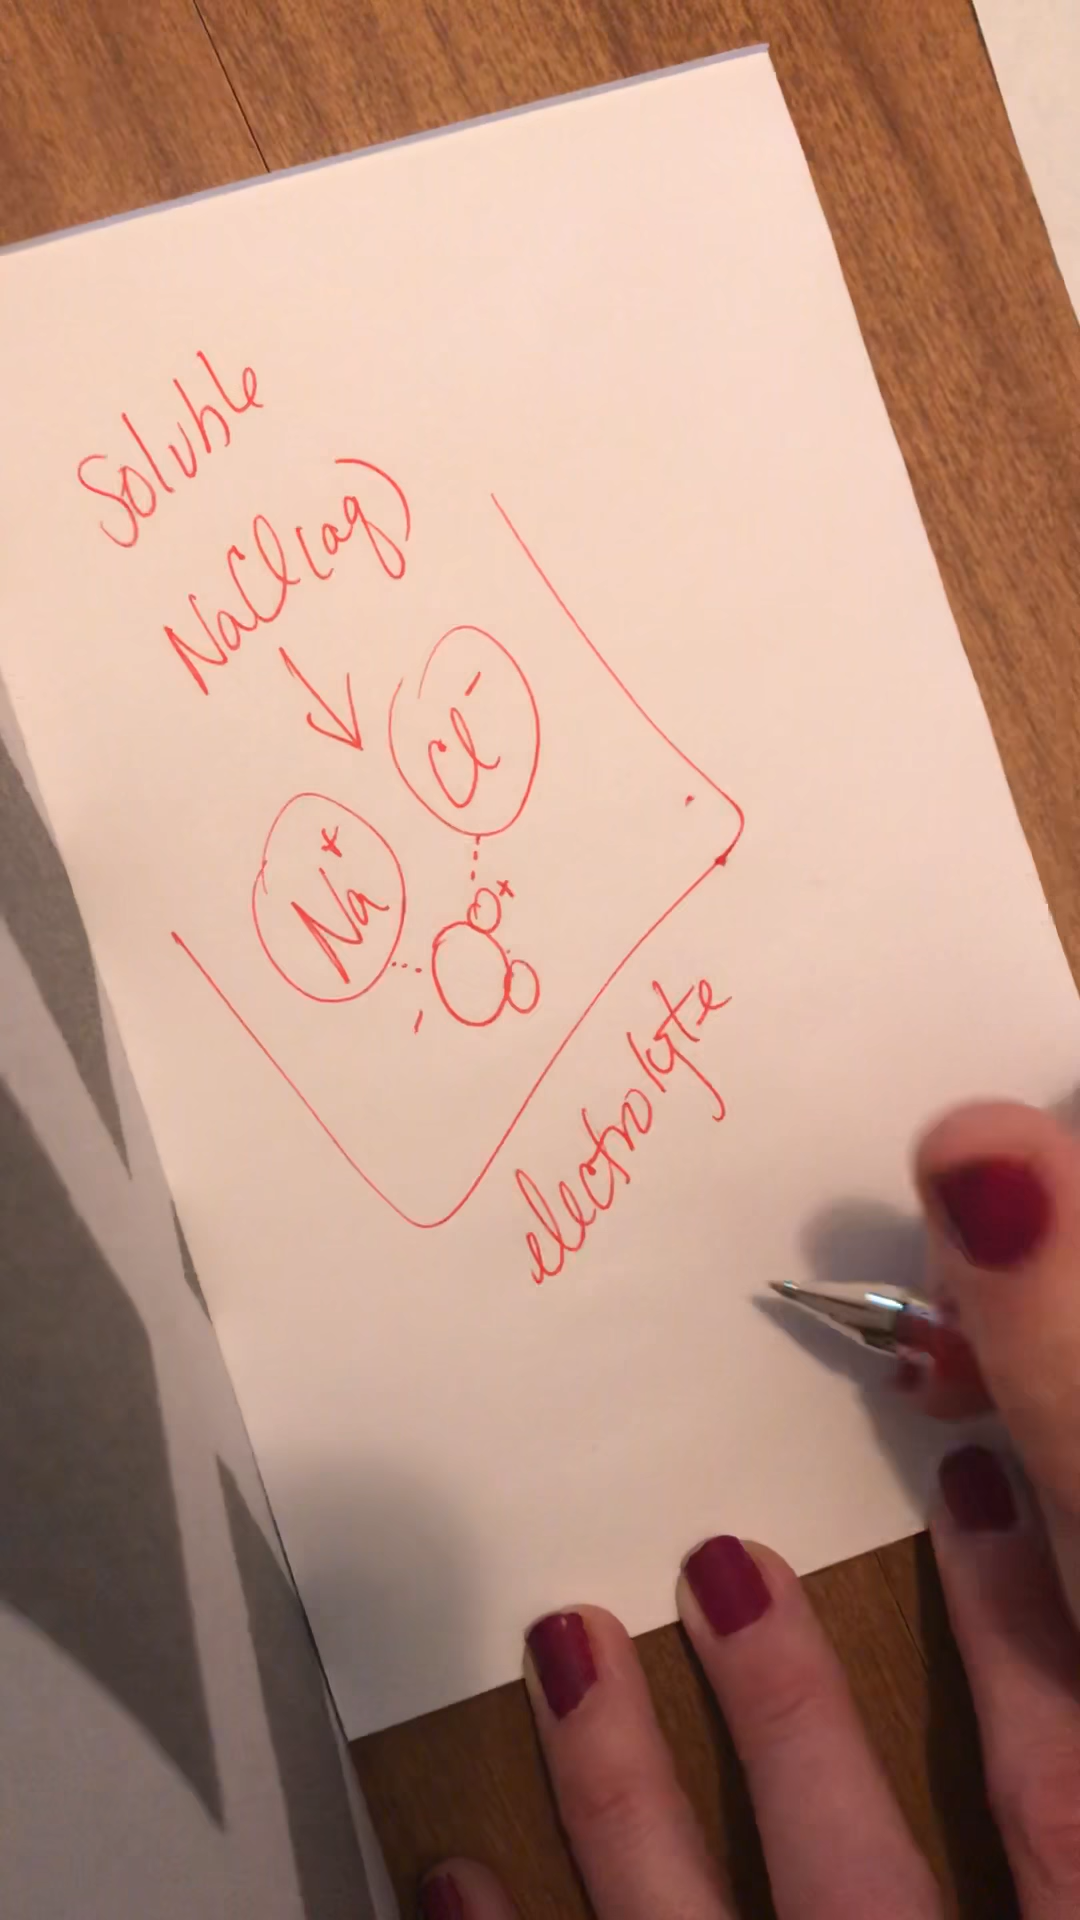 Soluble
NaCl(aq)
Cl⁻
Na⁺
+
-
electrolyte